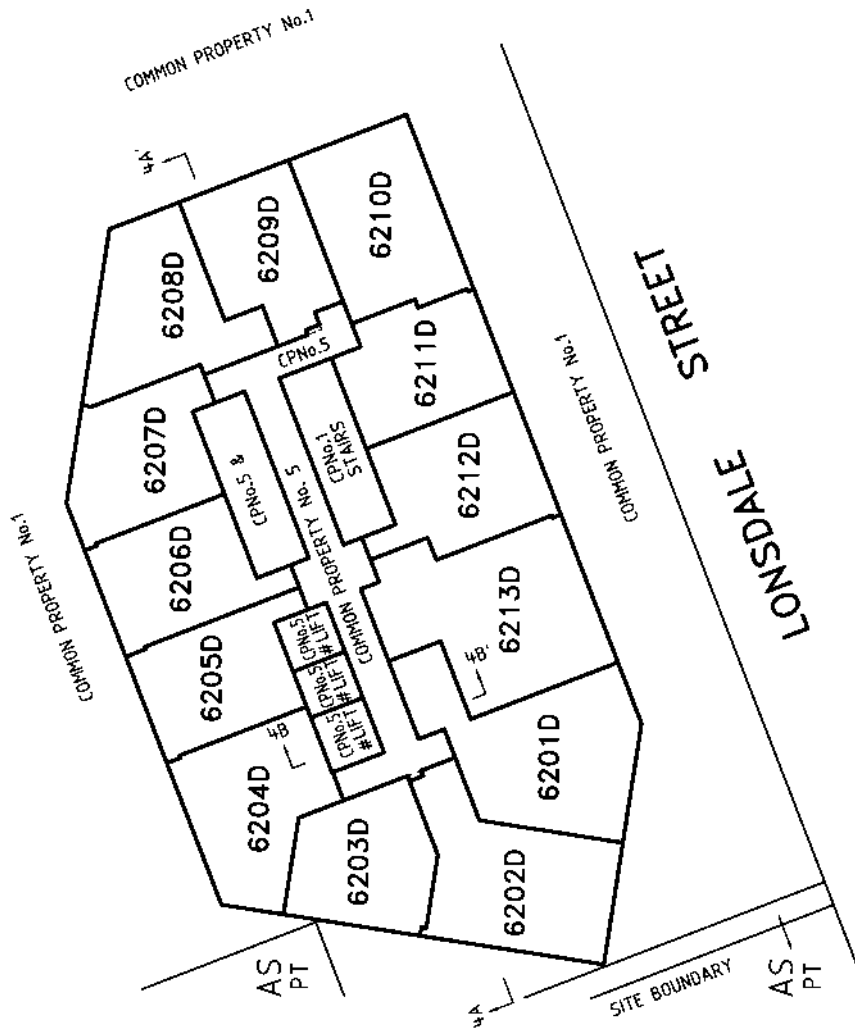 COMMON PROPERTY No.1
4A'
6208D
6209D
6210D
CPNo.5
6207D
6211D
CPNo.5 &
CPNo.1
STAIRS
COMMON PROPERTY No.1
6206D
COMMON PROPERTY No. 5
6212D
COMMON PROPERTY No.1
6205D
CPNo.5
# LIFT
CPNo.5
# LIFT
CPNo.5
# LIFT
6213D
4B'
4B
6204D
6201D
6203D
6202D
LONSDALE STREET
AS
PT
4A
SITE BOUNDARY
AS
PT